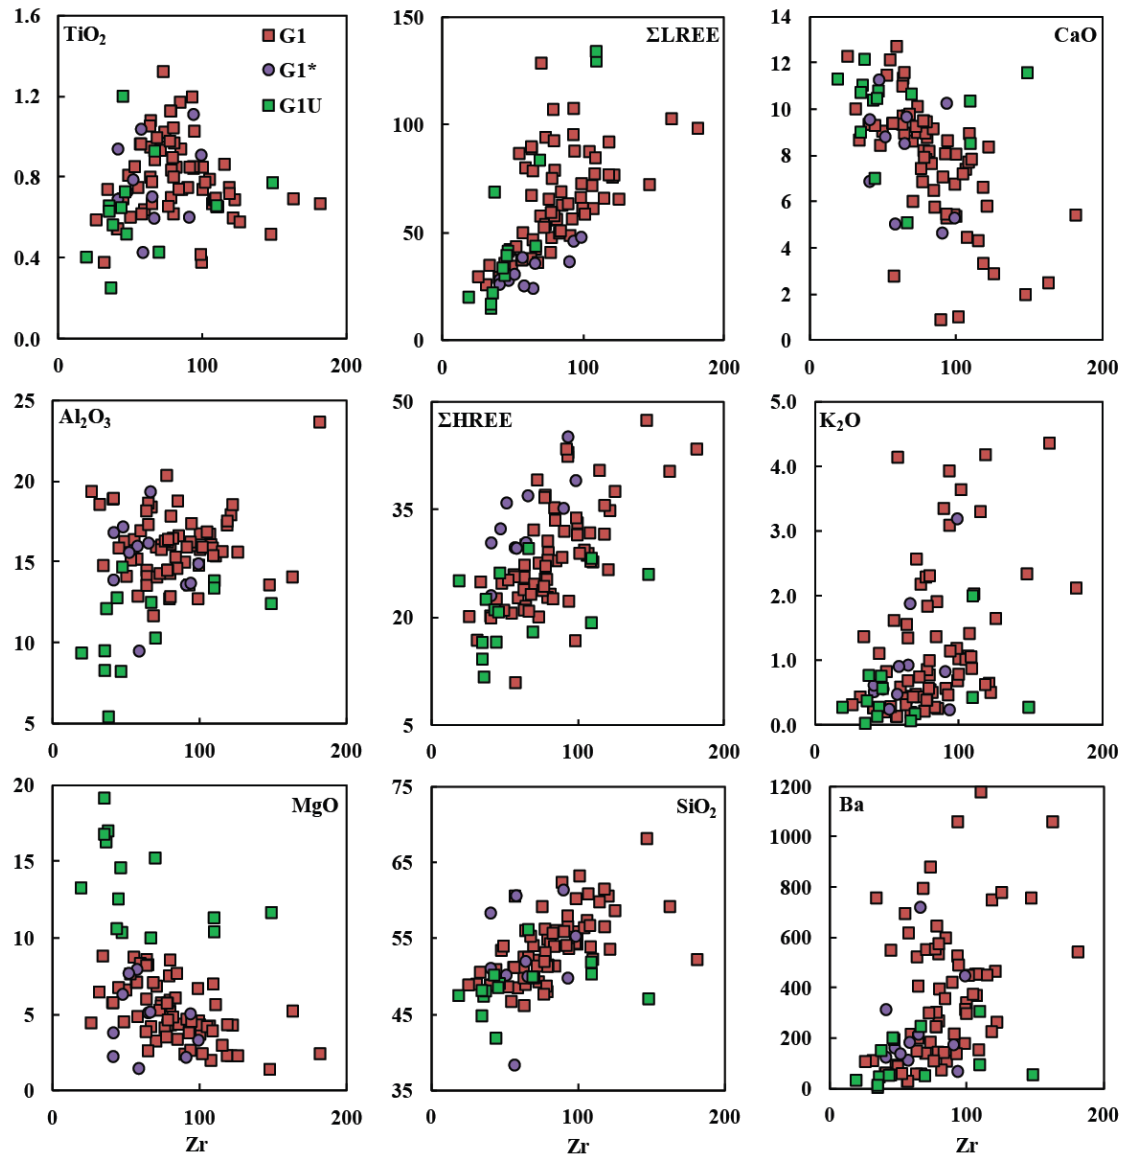 1.6
TiO₂
G1
G1*
G1U
1.2
0.8
0.4
0.0
0 100 200
150
ΣLREE
100
50
0
0 100 200
14
CaO
12
10
8
6
4
2
0
0 100 200
25
Al₂O₃
20
15
10
5
0 100 200
50
ΣHREE
35
20
5
0 100 200
5.0
K₂O
4.0
3.0
2.0
1.0
0.0
0 100 200
20
MgO
15
10
5
0
0 100 200
Zr
75
SiO₂
65
55
45
35
0 100 200
1200
Ba
1000
800
600
400
200
0
0 100 200
Zr